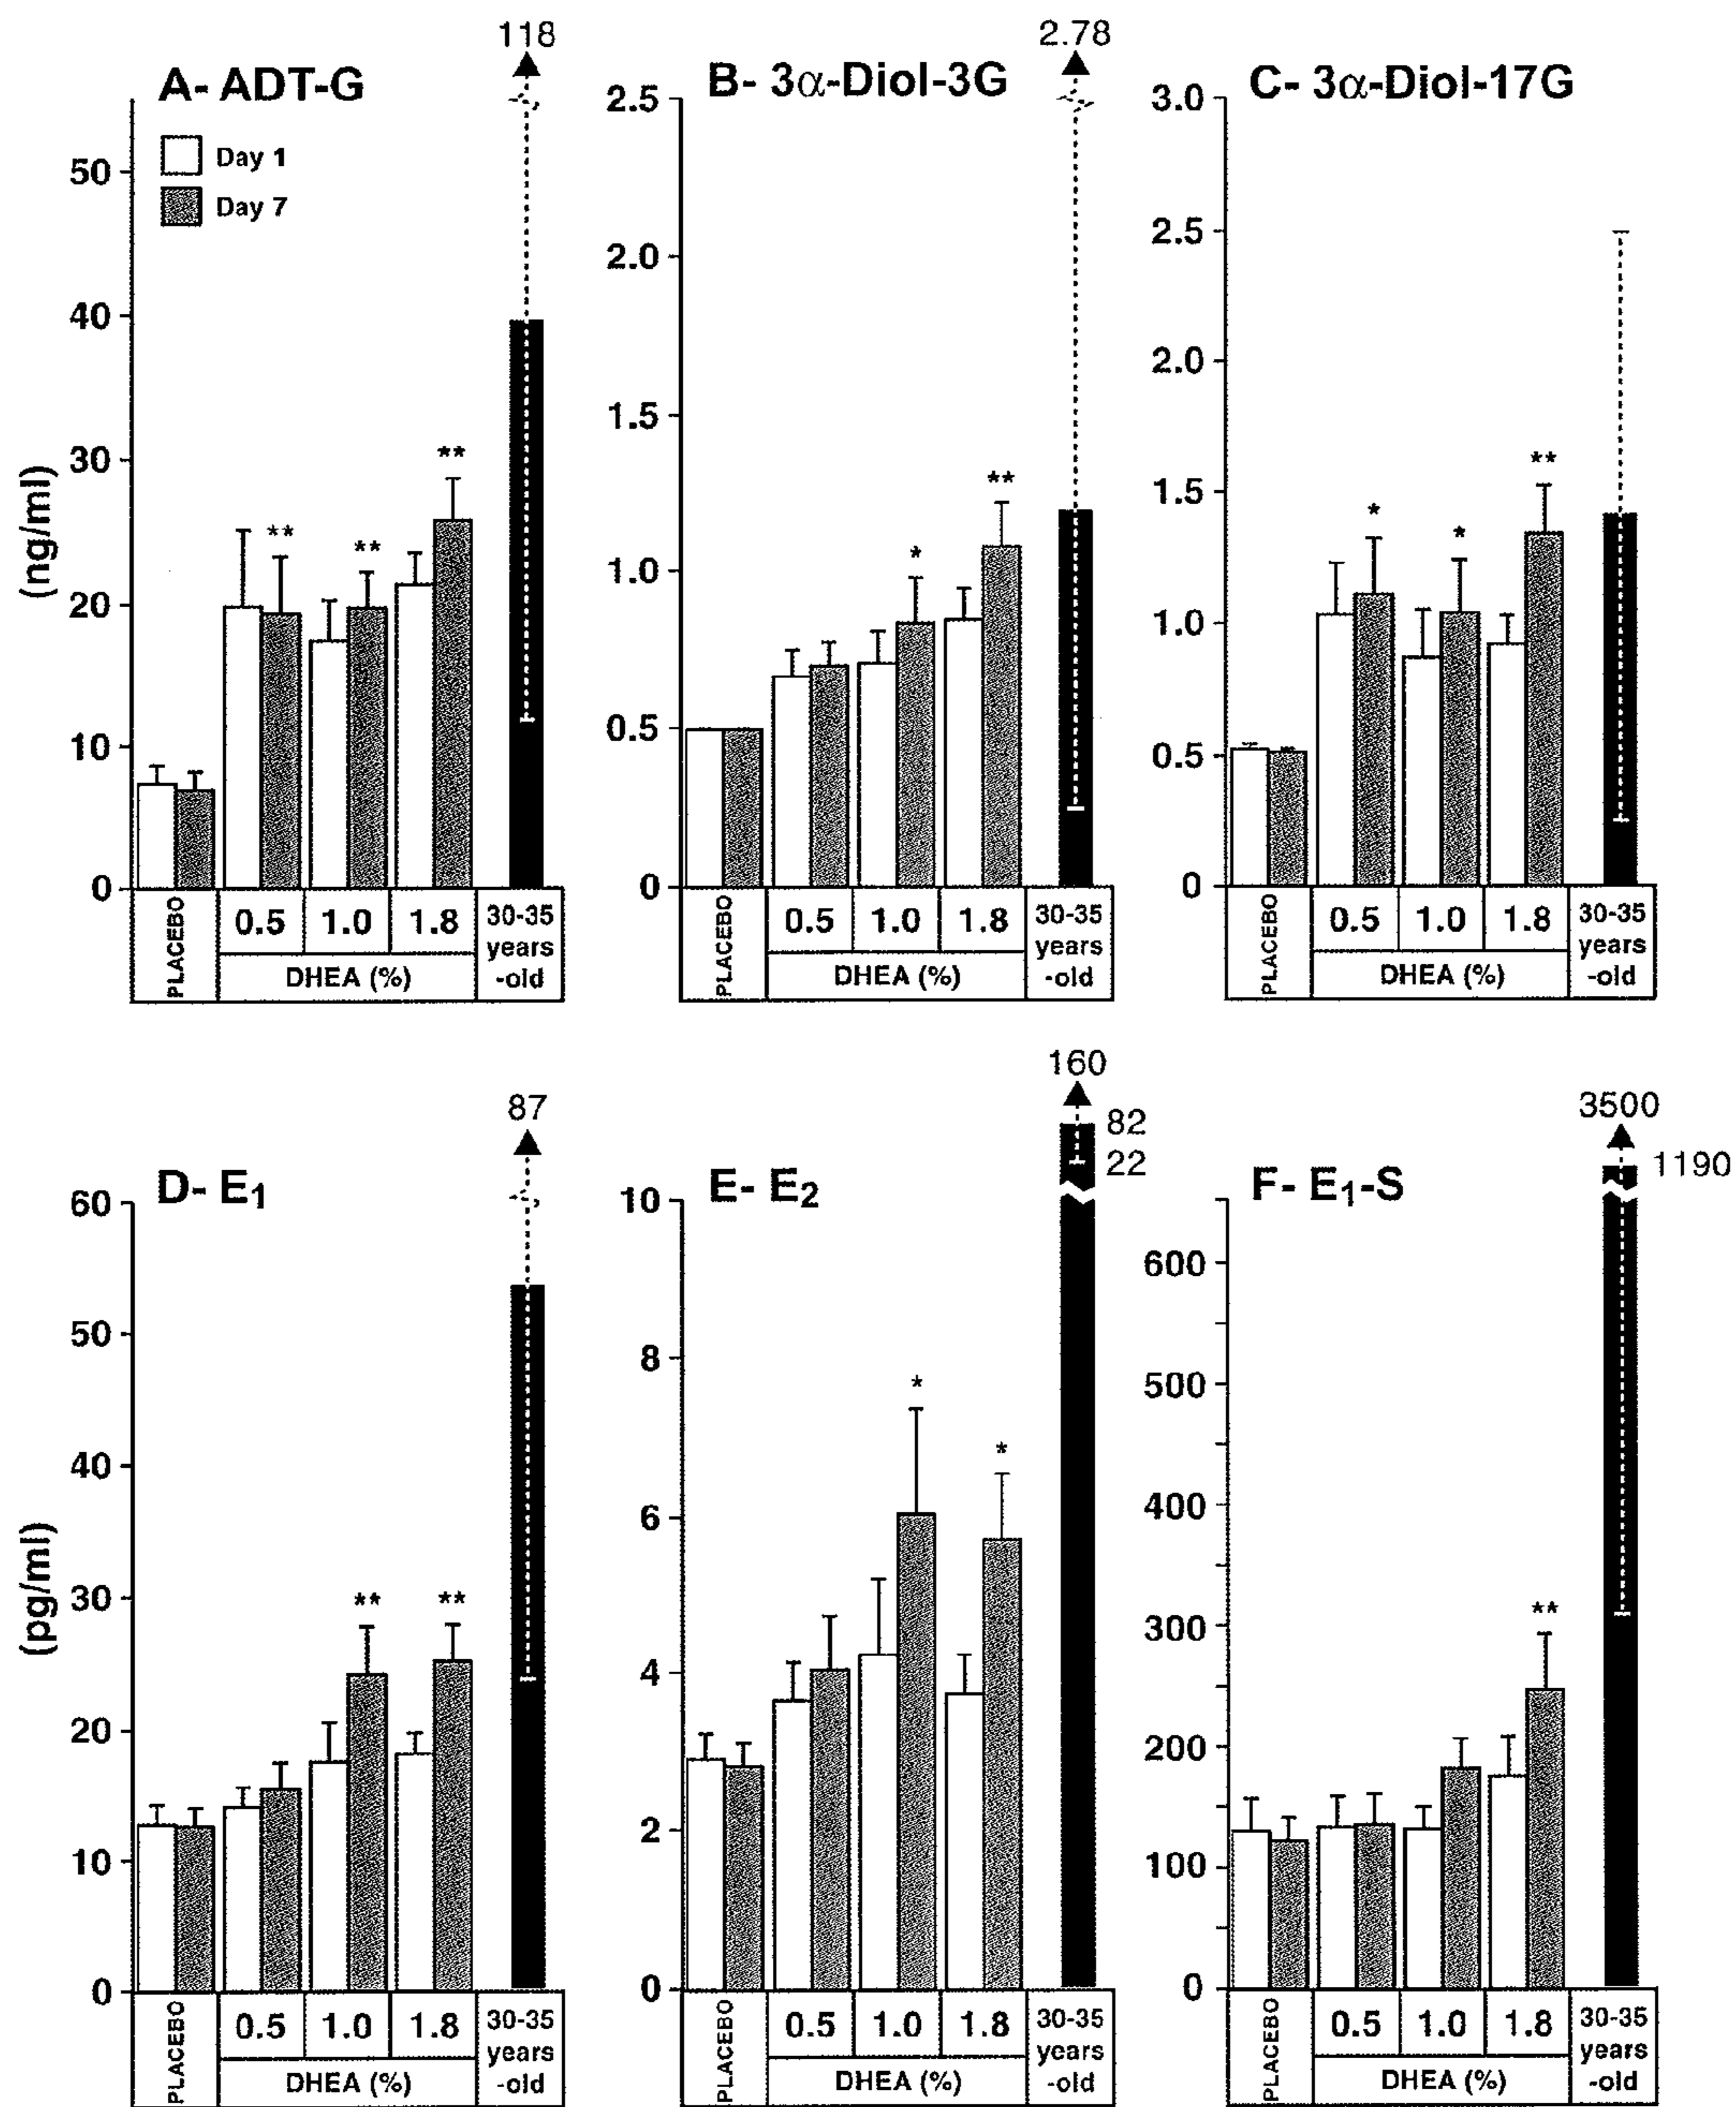 118
A- ADT-G
Day 1
Day 7
50
40
30
20
10
0
(ng/ml)
**
**
**
PLACEBO
0.5
1.0
1.8
DHEA (%)
30-35
years
-old
2.78
B- 3α-Diol-3G
2.5
2.0
1.5
1.0
0.5
0
*
**
PLACEBO
0.5
1.0
1.8
DHEA (%)
30-35
years
-old
C- 3α-Diol-17G
3.0
2.5
2.0
1.5
1.0
0.5
0
*
*
**
PLACEBO
0.5
1.0
1.8
DHEA (%)
30-35
years
-old
87
D- E1
60
50
40
30
20
10
0
(pg/ml)
**
**
PLACEBO
0.5
1.0
1.8
DHEA (%)
30-35
years
-old
160
82
22
E- E2
10
8
6
4
2
0
*
*
PLACEBO
0.5
1.0
1.8
DHEA (%)
30-35
years
-old
3500
1190
F- E1-S
600
500
400
300
200
100
0
**
PLACEBO
0.5
1.0
1.8
DHEA (%)
30-35
years
-old